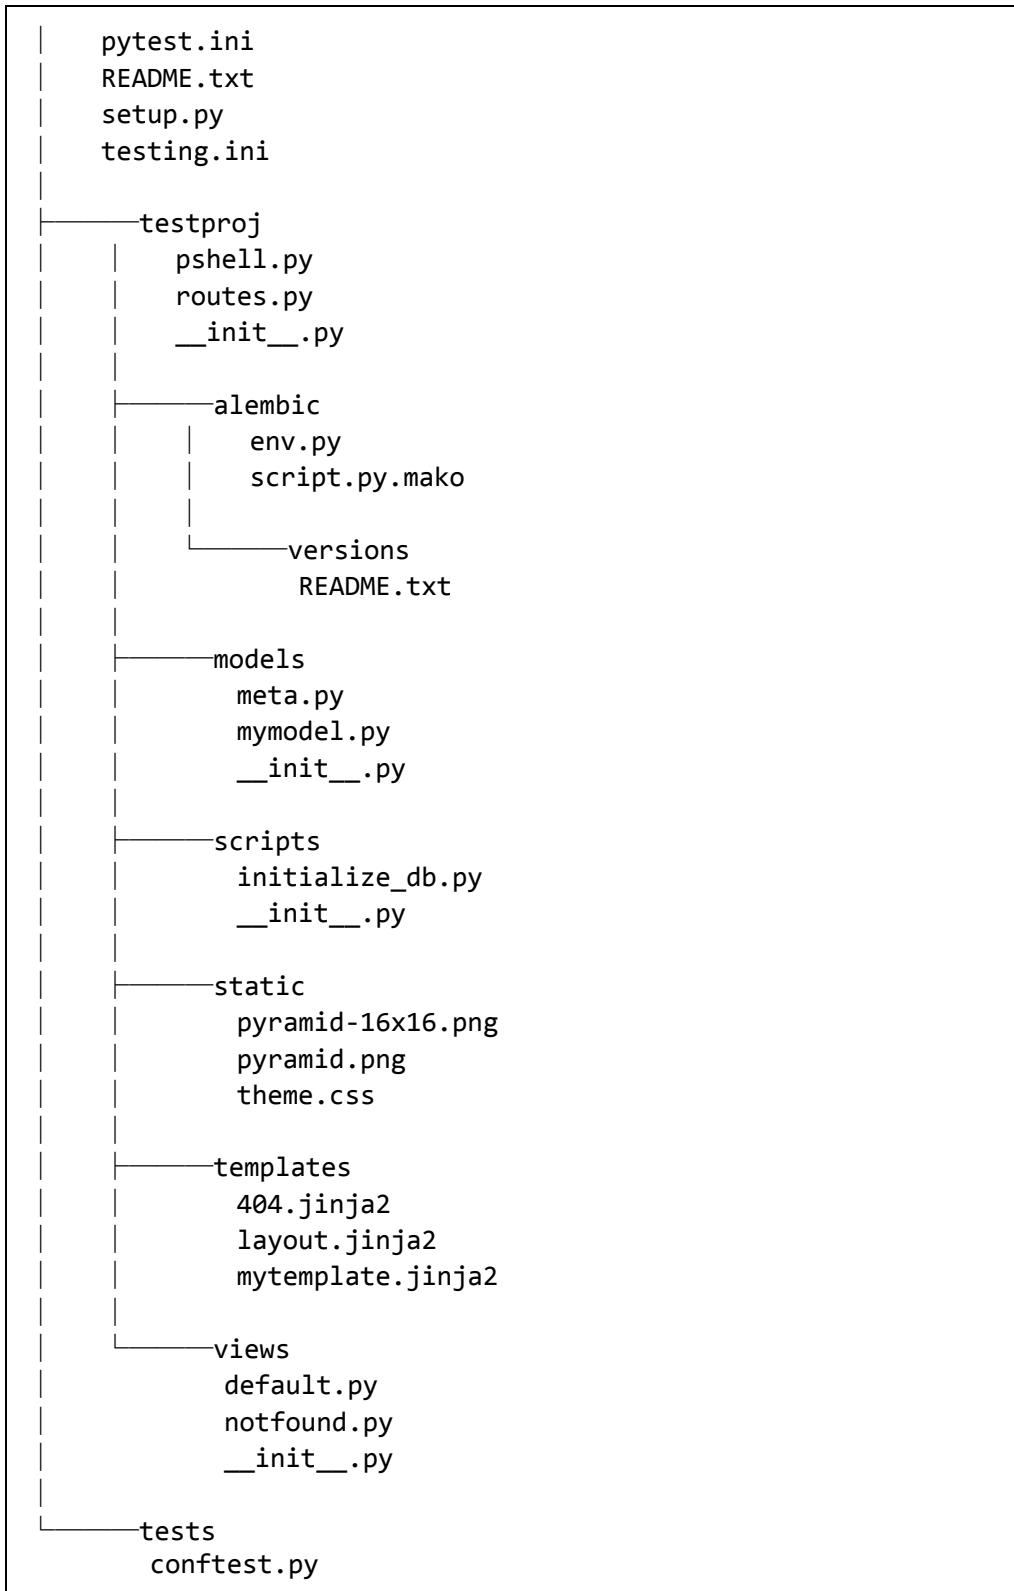 pytest.ini
README.txt
setup.py
testing.ini
testproj
pshell.py
routes.py
__init__.py
alembic
env.py
script.py.mako
versions
README.txt
models
meta.py
mymodel.py
__init__.py
scripts
initialize_db.py
__init__.py
static
pyramid-16x16.png
pyramid.png
theme.css
templates
404.jinja2
layout.jinja2
mytemplate.jinja2
views
default.py
notfound.py
__init__.py
tests
conftest.py